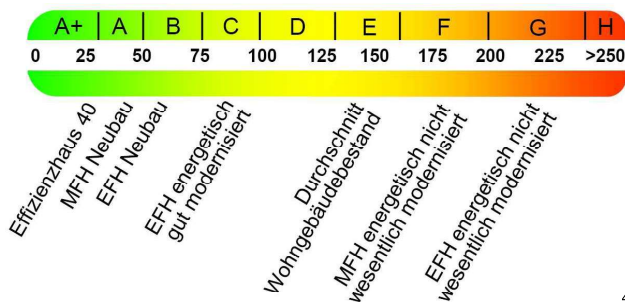 A+ A B C D E F G H
0 25 50 75 100 125 150 175 200 225 >250
Effizienzhaus 40
MFH Neubau
EFH Neubau
EFH energetisch
gut modernisiert
Durchschnitt
Wohngebäudebestand
MFH energetisch nicht
wesentlich modernisiert
EFH energetisch nicht
wesentlich modernisiert
4